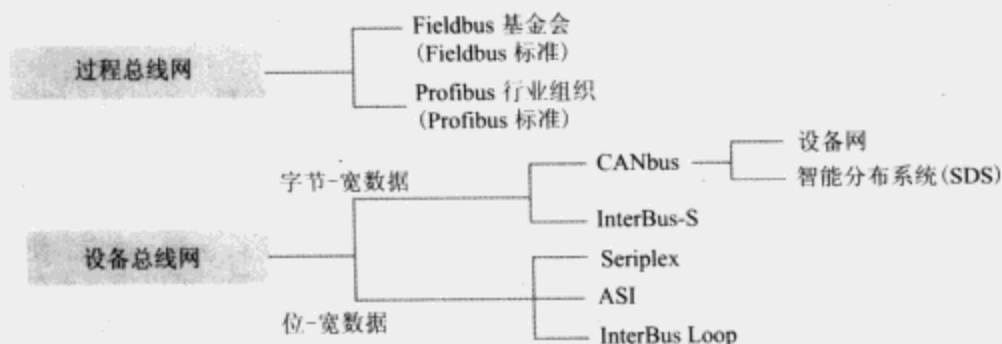 Fieldbus 基金会
(Fieldbus 标准)
过程总线网
Profibus 行业组织
(Profibus 标准)
设备网
CANbus
智能分布系统(SDS)
字节-宽数据
InterBus-S
设备总线网
Seriplex
ASI
位-宽数据
InterBus Loop